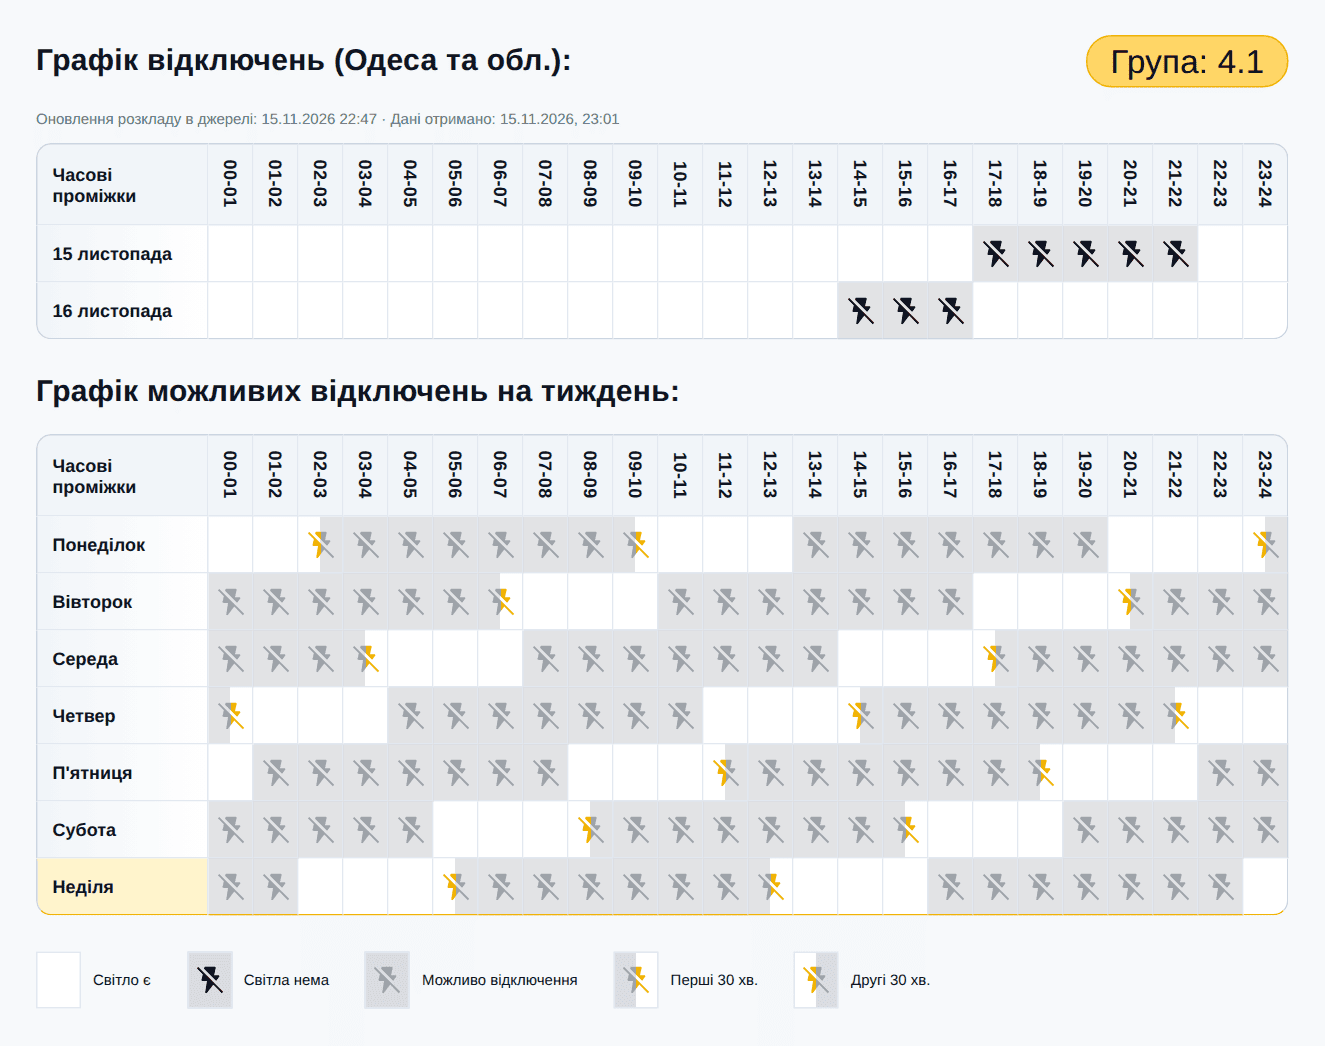 Графік відключень (Одеса та обл.):
Група: 4.1
Оновлення розкладу в джерелі: 15.11.2026 22:47 · Дані отримано: 15.11.2026, 23:01
Часові проміжки 00-01 01-02 02-03 03-04 04-05 05-06 06-07 07-08 08-09 09-10 10-11 11-12 12-13 13-14 14-15 15-16 16-17 17-18 18-19 19-20 20-21 21-22 22-23 23-24
15 листопада
16 листопада
Графік можливих відключень на тиждень:
Часові проміжки 00-01 01-02 02-03 03-04 04-05 05-06 06-07 07-08 08-09 09-10 10-11 11-12 12-13 13-14 14-15 15-16 16-17 17-18 18-19 19-20 20-21 21-22 22-23 23-24
Понеділок
Вівторок
Середа
Четвер
П'ятниця
Субота
Неділя
Світло є Світла нема Можливо відключення Перші 30 хв. Другі 30 хв.